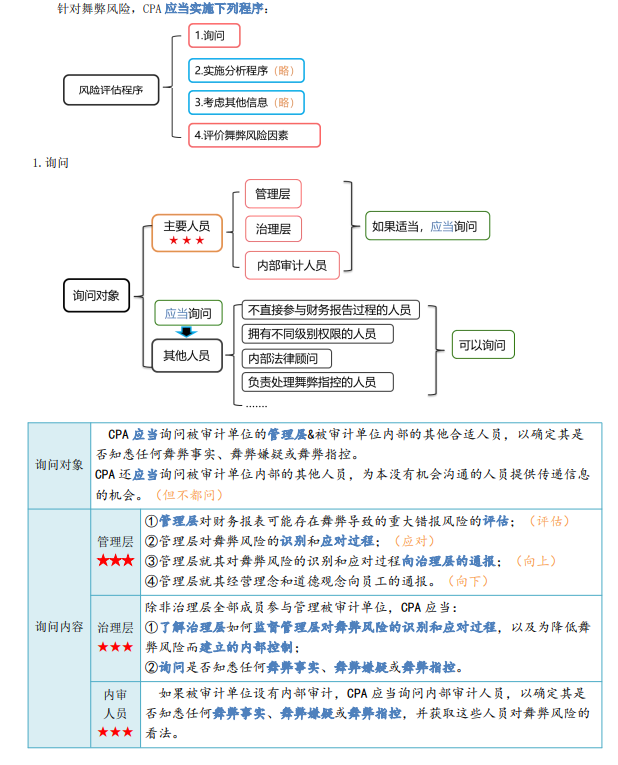 针对舞弊风险，CPA 应当实施下列程序：
风险评估程序
1.询问
2.实施分析程序（略）
3.考虑其他信息（略）
4.评价舞弊风险因素
1.询问
询问对象
主要人员
★ ★ ★
管理层
治理层
内部审计人员
如果适当，应当询问
应当询问
其他人员
不直接参与财务报告过程的人员
拥有不同级别权限的人员
内部法律顾问
负责处理舞弊指控的人员
.......
可以询问
询问对象
CPA 应当询问被审计单位的管理层&被审计单位内部的其他合适人员，以确定其是
否知悉任何舞弊事实、舞弊嫌疑或舞弊指控。
CPA 还应当询问被审计单位内部的其他人员，为本没有机会沟通的人员提供传递信息
的机会。（但不都问）
询问内容
管理层
★★★
①管理层对财务报表可能存在舞弊导致的重大错报风险的评估；（评估）
②管理层对舞弊风险的识别和应对过程；（应对）
③管理层就其对舞弊风险的识别和应对过程向治理层的通报；（向上）
④管理层就其经营理念和道德观念向员工的通报。（向下）
治理层
★★★
除非治理层全部成员参与管理被审计单位，CPA 应当：
①了解治理层如何监督管理层对舞弊风险的识别和应对过程，以及为降低舞
弊风险而建立的内部控制；
②询问是否知悉任何舞弊事实、舞弊嫌疑或舞弊指控。
内审
人员
★★★
如果被审计单位设有内部审计，CPA 应当询问内部审计人员，以确定其是
否知悉任何舞弊事实、舞弊嫌疑或舞弊指控，并获取这些人员对舞弊风险的
看法。